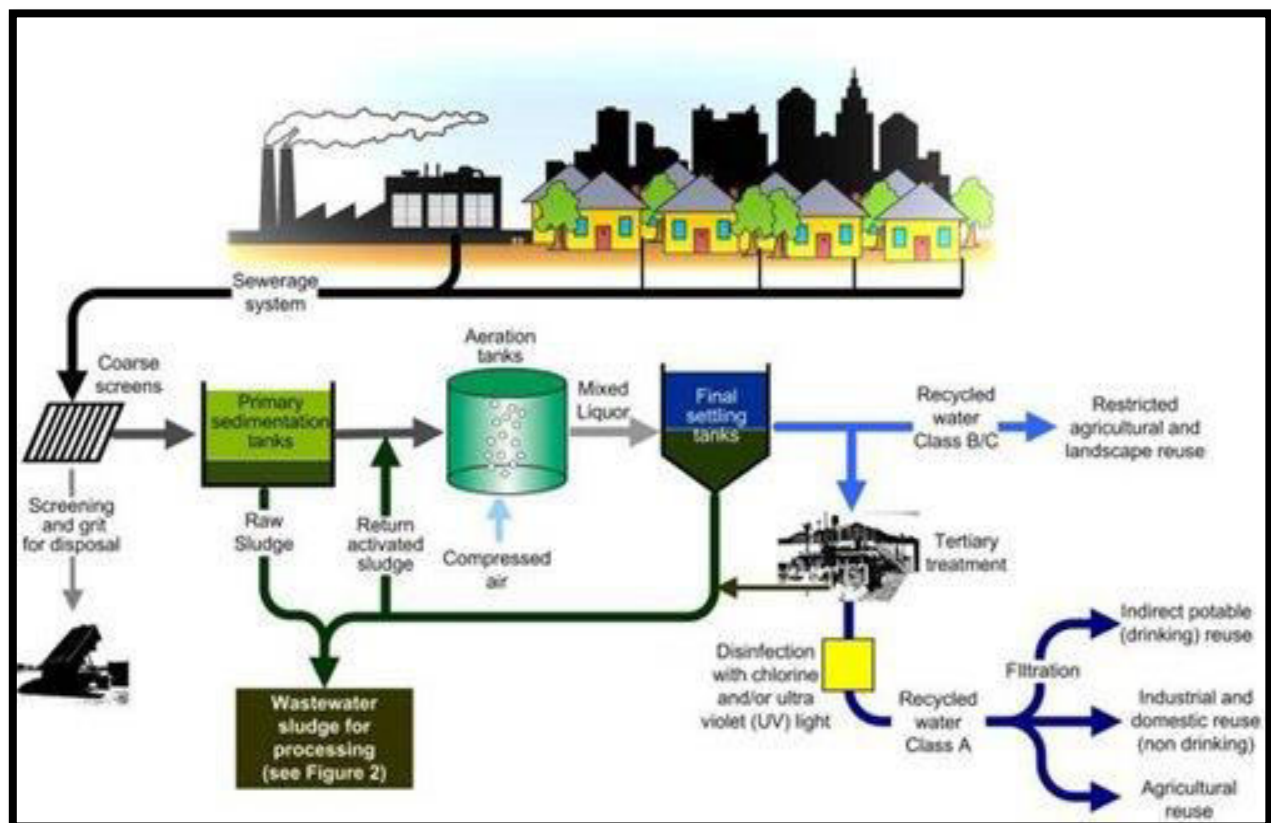 Sewerage
system
Coarse
screens
Aeration
tanks
Primary
sedimentation
tanks
Mixed
Liquor
Final
settling
tanks
Recycled
water
Class B/C
Restricted
agricultural and
landscape reuse
Screening
and grit
for disposal
Raw
Sludge
Return
activated
sludge
Compressed
air
Tertiary
treatment
Wastewater
sludge for
processing
(see Figure 2)
Disinfection
with chlorine
and/or ultra
violet (UV) light
Recycled
water
Class A
FIltration
Indirect potable
(drinking) reuse
Industrial and
domestic reuse
(non drinking)
Agricultural
reuse